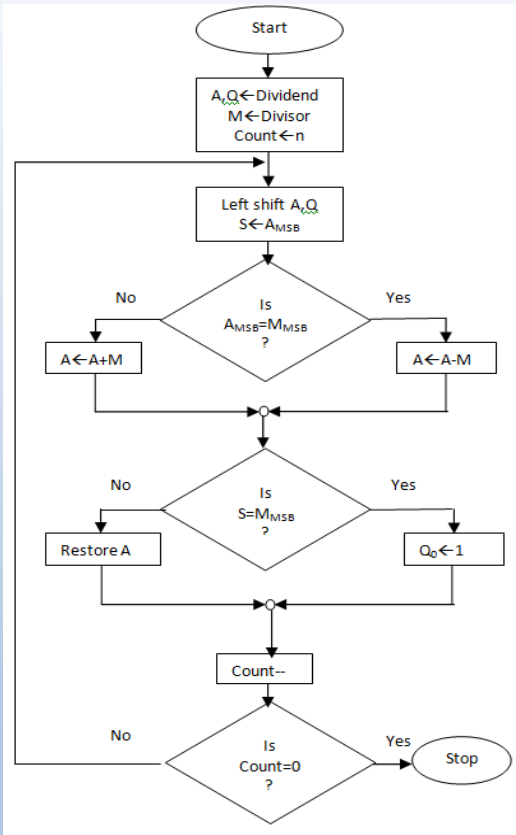 Start
A,Q←Dividend
M←Divisor
Count←n
Left shift A,Q
S←AMSB
No
Is
AMSB=MMSB
?
Yes
A←A+M
A←A-M
No
Is
S=MMSB
?
Yes
Restore A
Q0←1
Count--
No
Is
Count=0
?
Yes
Stop